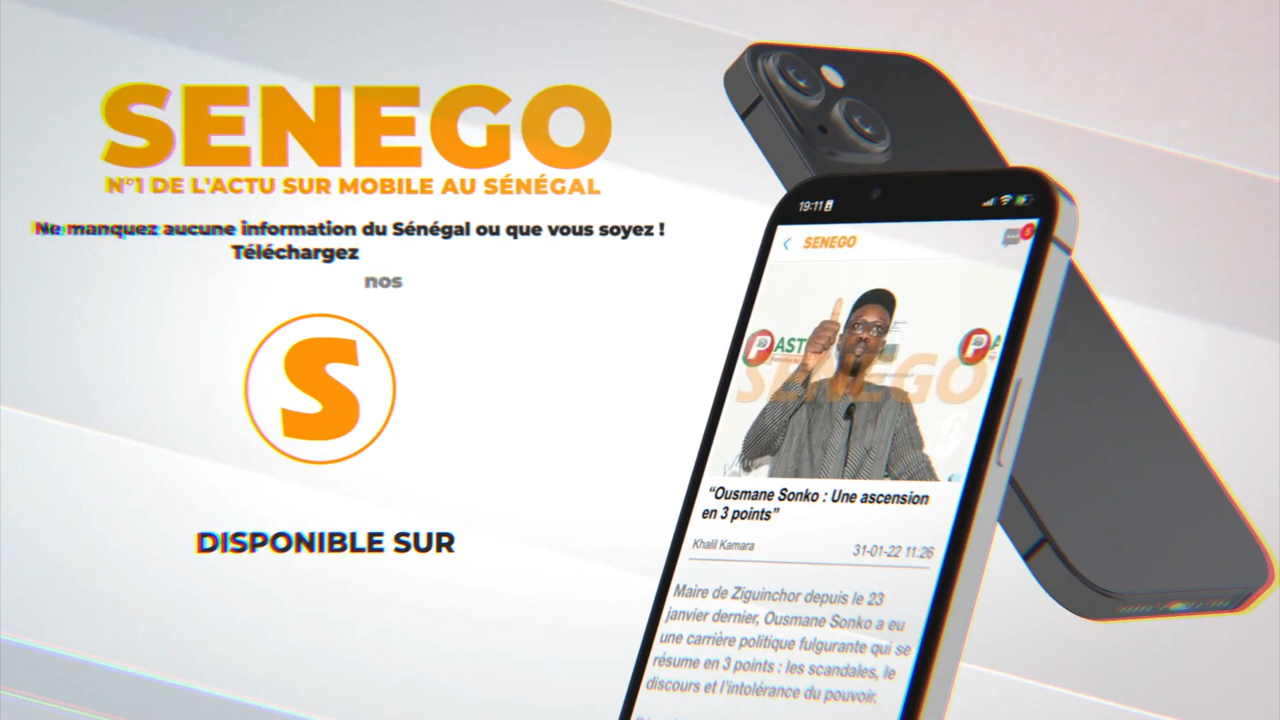 SENEGO
N°1 DE L'ACTU SUR MOBILE AU SÉNÉGAL
Ne manquez aucune information du Sénégal ou que vous soyez !
Téléchargez
nos
S
DISPONIBLE SUR
19:11
SENEGO
5
PAST
PA
SENEGO
“Ousmane Sonko : Une ascension
en 3 points”
Khalil Kamara
31-01-22 11:26
Maire de Ziguinchor depuis le 23
janvier dernier, Ousmane Sonko a eu
une carrière politique fulgurante qui se
résume en 3 points : les scandales, le
discours et l'intolérance du pouvoir.